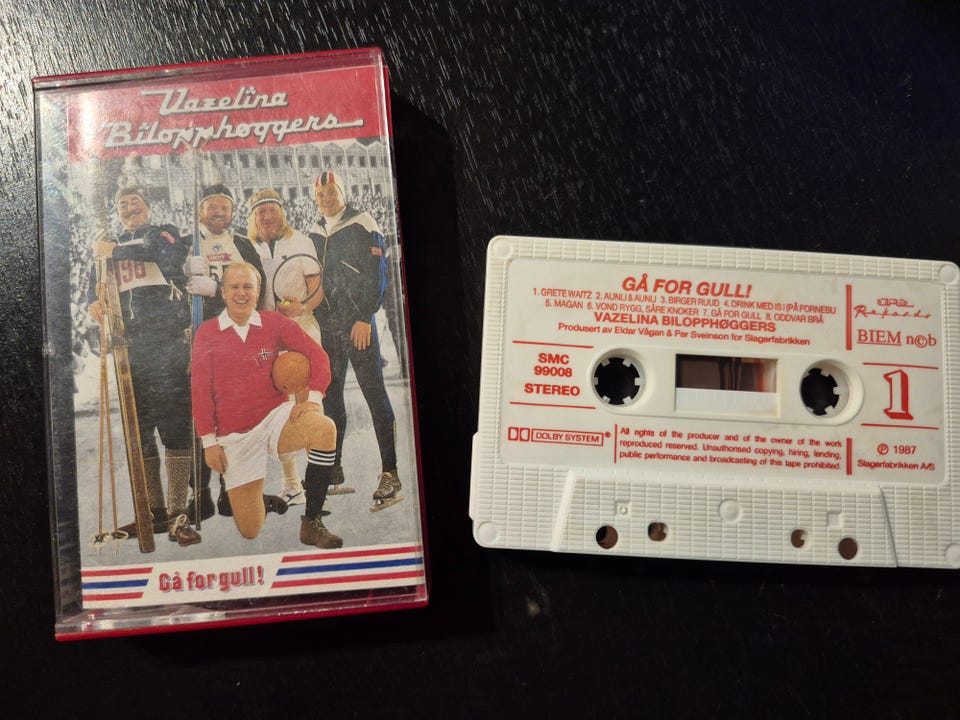 Vazelina
Bilopphøggers
Gå for gull!
GÅ FOR GULL!
1. GRETE WAITZ 2. AUNLI & AUNLI 3. BIRGER RUUD 4. DRINK MED IS I (PÅ FORNEBU
5. MAGAN 6. VOND RYGG, SÅRE KNOKER 7. GÅ FOR GULL 8. ODDVAR BRÅ
VAZELINA BILOPPHØGGERS
Produsert av Eldar Vågan & Per Sveinson for Slagerfabrikken
SMC
99008
STEREO
Rekords
BIEM n©b
1
DOLBY SYSTEM
All rights of the producer and of the owner of the work
reproduced reserved. Unauthorised copying, hiring, lending,
public performance and broadcasting of this tape prohibited.
℗ 1987
Slagerfabrikken A/S